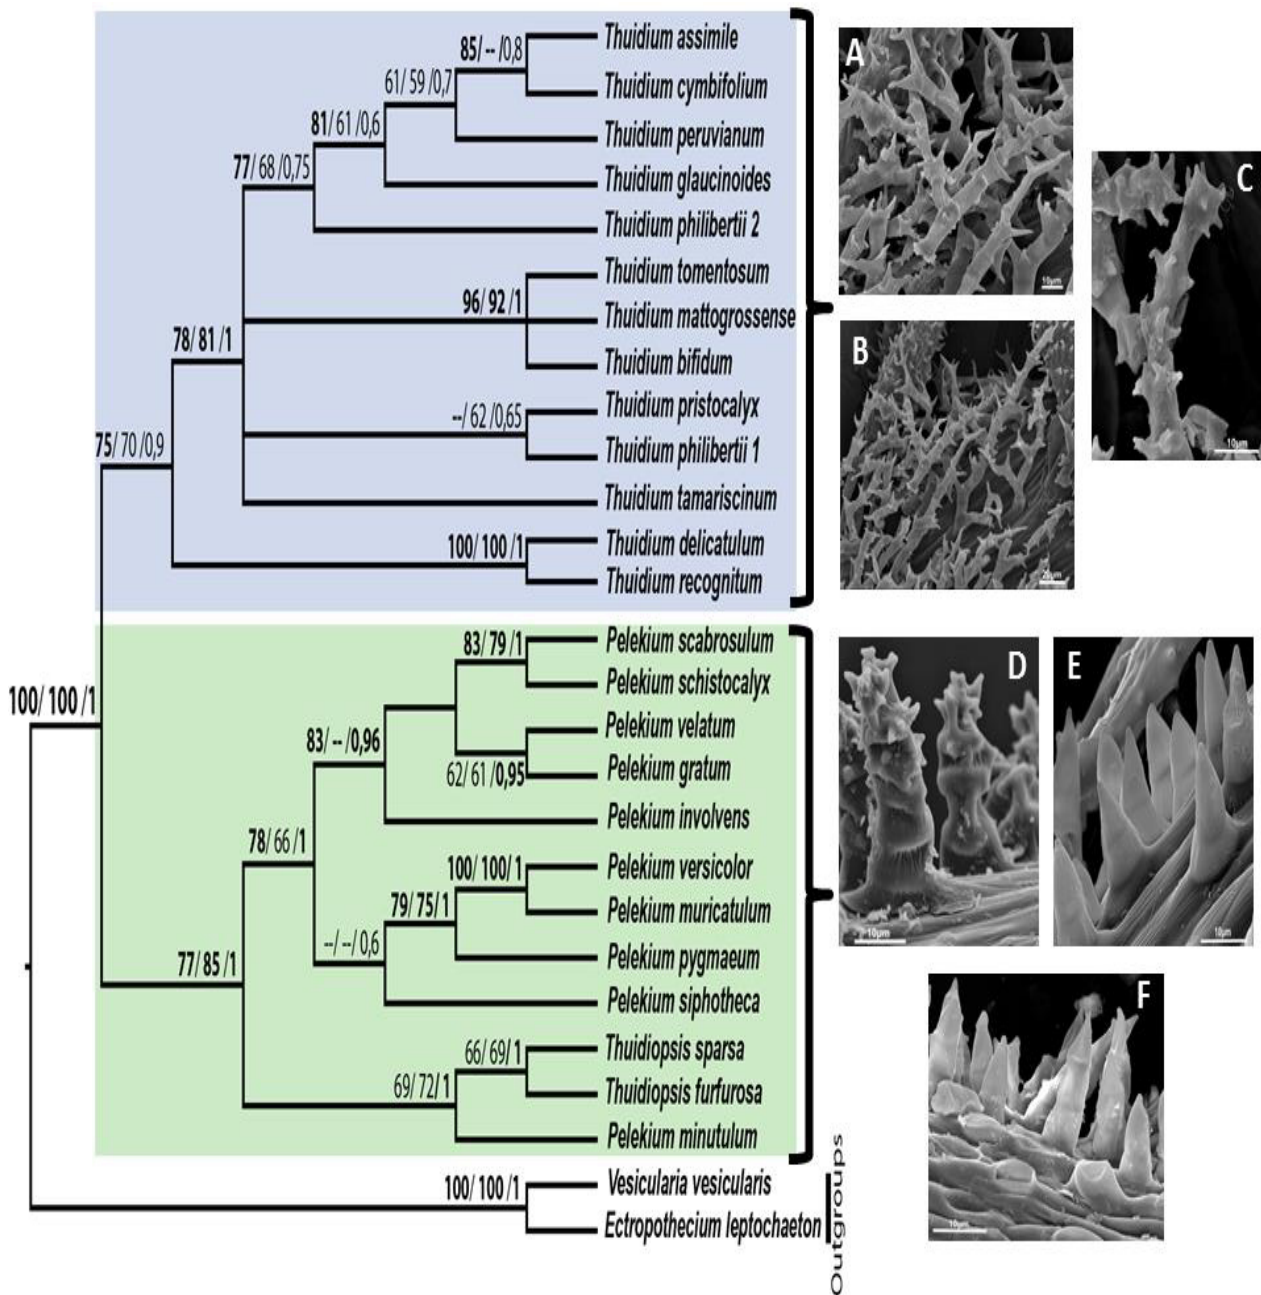 85/ -- /0,8
Thuidium assimile
Thuidium cymbifolium
61/ 59 /0,7
Thuidium peruvianum
81/ 61 /0,6
Thuidium glaucinoides
77/ 68 /0,75
Thuidium philibertii 2
Thuidium tomentosum
96/ 92 /1
Thuidium mattogrossense
Thuidium bifidum
78/ 81 /1
Thuidium pristocalyx
--/ 62 /0,65
Thuidium philibertii 1
75/ 70 /0,9
Thuidium tamariscinum
100/ 100 /1
Thuidium delicatulum
Thuidium recognitum
83/ 79 /1
Pelekium scabrosulum
Pelekium schistocalyx
100/ 100 /1
Pelekium velatum
83/ -- /0,96
62/ 61 /0,95
Pelekium gratum
Pelekium involvens
78/ 66 /1
100/ 100/ 1
Pelekium versicolor
79/ 75/ 1
Pelekium muricatulum
--/ --/ 0,6
Pelekium pygmaeum
77/ 85 /1
Pelekium siphotheca
66/ 69/ 1
Thuidiopsis sparsa
69/ 72/ 1
Thuidiopsis furfurosa
Pelekium minutulum
100/ 100 /1
Vesicularia vesicularis
Ectropothecium leptochaeton
Outgroups
A
10µm
B
20µm
C
10µm
D
10µm
E
10µm
F
10µm